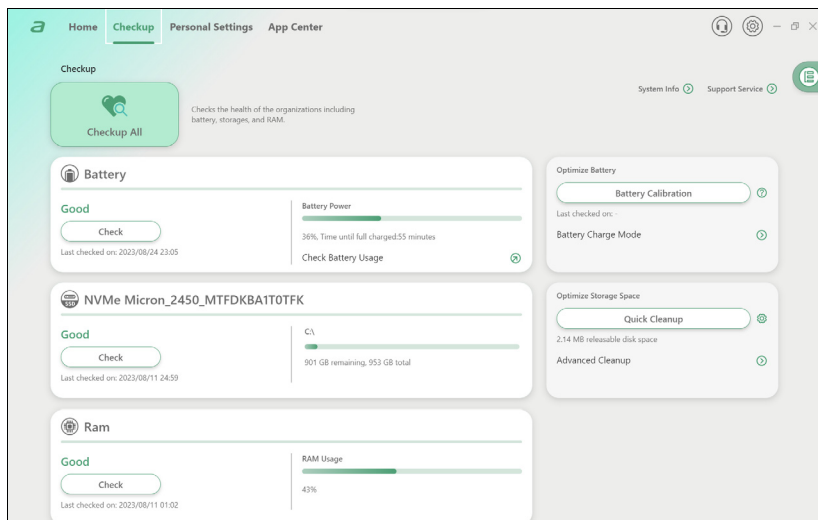 a Home Checkup Personal Settings App Center
Checkup
Checkup All
Checks the health of the organizations including
battery, storages, and RAM.
System Info Support Service
Battery
Good
Check
Last checked on: 2023/08/24 23:05
Battery Power
36%, Time until full charged:55 minutes
Check Battery Usage
Optimize Battery
Battery Calibration
Last checked on: -
Battery Charge Mode
SSD NVMe Micron_2450_MTFDKBA1T0TFK
Good
Check
Last checked on: 2023/08/11 24:59
C:\
901 GB remaining, 953 GB total
Optimize Storage Space
Quick Cleanup
2.14 MB releasable disk space
Advanced Cleanup
Ram
Good
Check
Last checked on: 2023/08/11 01:02
RAM Usage
43%